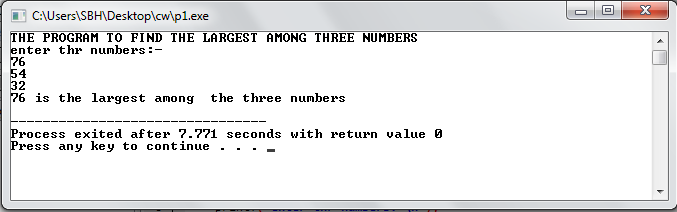 C:\Users\SBH\Desktop\cw\p1.exe
THE PROGRAM TO FIND THE LARGEST AMONG THREE NUMBERS
enter thr numbers:-
76
54
32
76 is the largest among  the three numbers
--------------------------------
Process exited after 7.771 seconds with return value 0
Press any key to continue . . . _